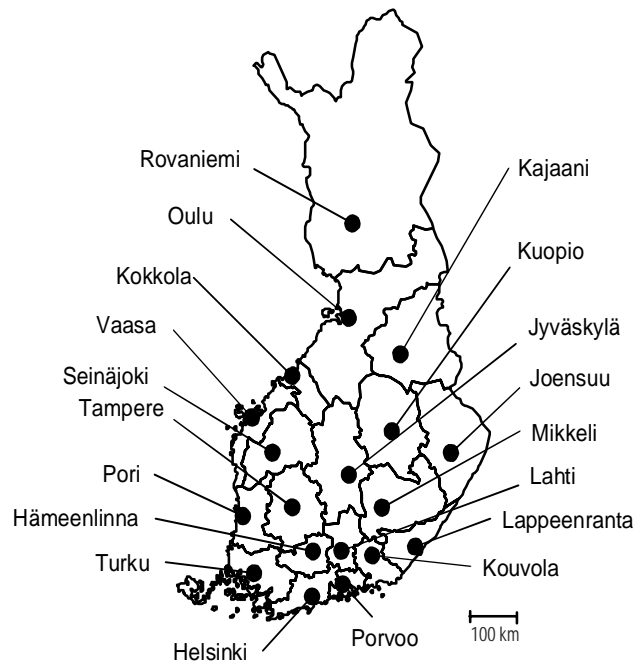 Rovaniemi
Kajaani
Oulu
Kuopio
Kokkola
Vaasa
Jyväskylä
Seinäjoki
Joensuu
Tampere
Mikkeli
Pori
Lahti
Hämeenlinna
Lappeenranta
Turku
Kouvola
Porvoo
Helsinki
100 km